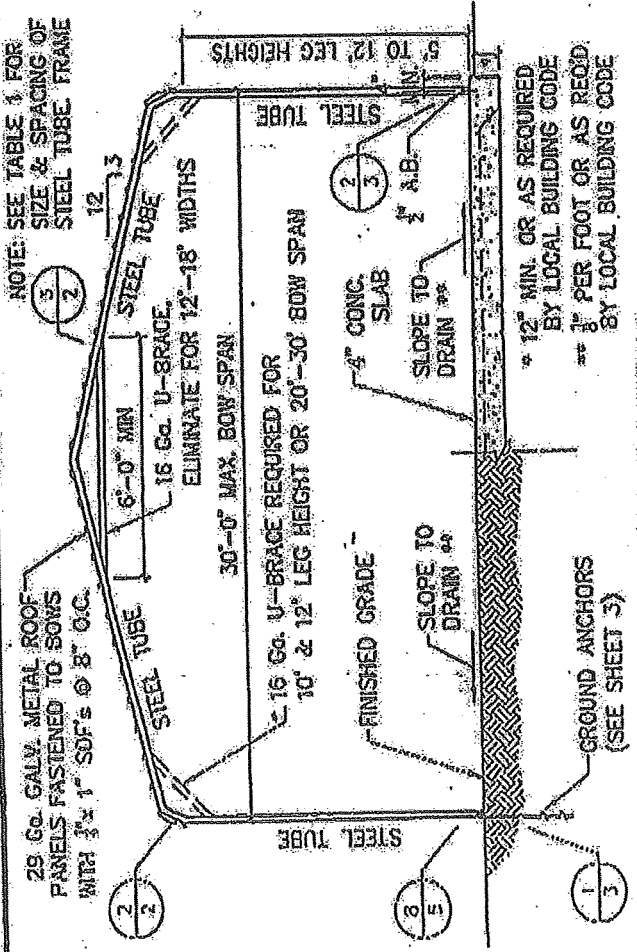 NOTE: SEE TABLE 1 FOR
SIZE & SPACING OF
STEEL TUBE FRAME
29 Ga. GALV. METAL ROOF
PANELS FASTENED TO BOWS
WITH 1" SDF's @ 8" O.C.
3
2
12
STEEL TUBE
STEEL TUBE
6'-0" MIN
16 Ga. U-BRACE,
ELIMINATE FOR 12'-18' WIDTHS
2
2
30'-0" MAX. BOW SPAN
16 Ga. U-BRACE REQUIRED FOR
10' & 12' LEG HEIGHT OR 20'-30' BOW SPAN
STEEL TUBE
STEEL TUBE
5' TO 12' LEG HEIGHTS
MIN.
2
3
1/2" A.B.
4" CONC.
SLAB
FINISHED GRADE
SLOPE TO
DRAIN **
SLOPE TO
DRAIN **
1
3
GROUND ANCHORS
(SEE SHEET 3)
* 12" MIN. OR AS REQUIRED
BY LOCAL BUILDING CODE
** 1/8" PER FOOT OR AS REQ'D.
BY LOCAL BUILDING CODE